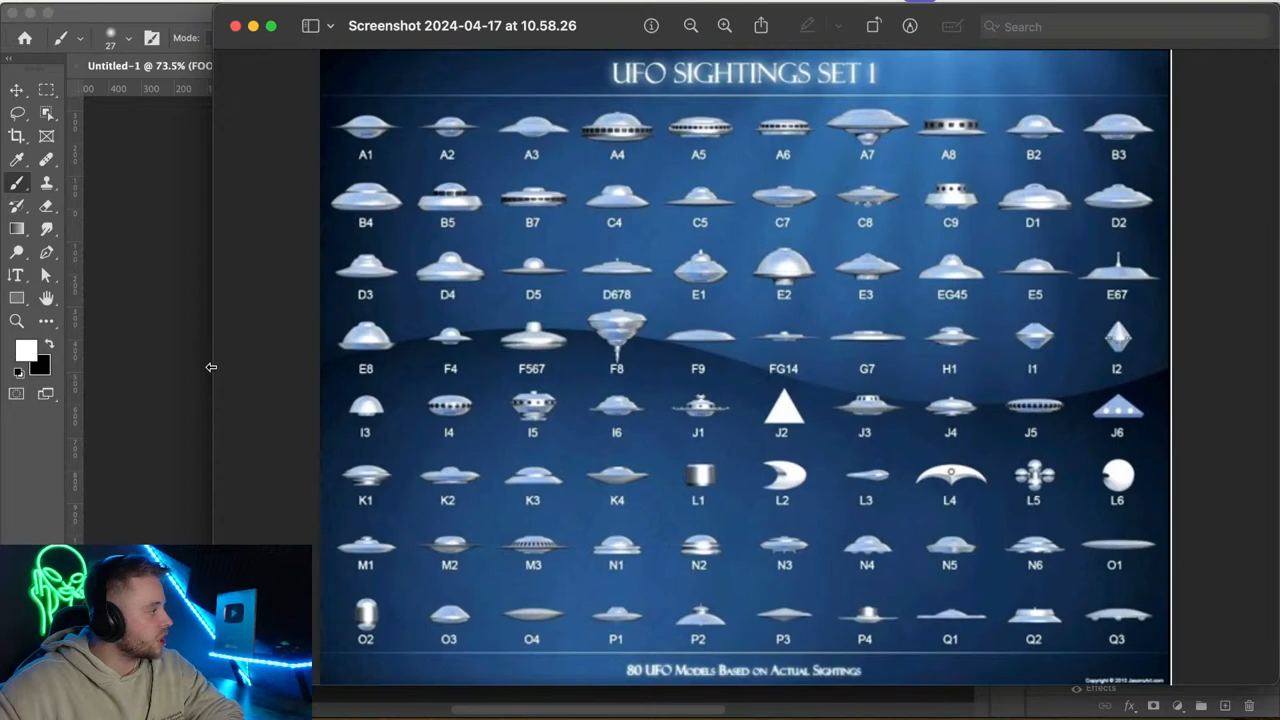 Screenshot 2024-04-17 at 10.58.26
Search
27
Mode:
Untitled-1 @ 73.5% (FOO
00 400 300 200 1
UFO SIGHTINGS SET 1
A1 A2 A3 A4 A5 A6 A7 A8 B2 B3
B4 B5 B7 C4 C5 C7 C8 C9 D1 D2
D3 D4 D5 D678 E1 E2 E3 EG45 E5 E67
E8 F4 F567 F8 F9 FG14 G7 H1 I1 I2
I3 I4 I5 I6 J1 J2 J3 J4 J5 J6
K1 K2 K3 K4 L1 L2 L3 L4 L5 L6
M1 M2 M3 N1 N2 N3 N4 N5 N6 O1
O2 O3 O4 P1 P2 P3 P4 Q1 Q2 Q3
80 UFO MODELS BASED ON ACTUAL SIGHTINGS
Effects